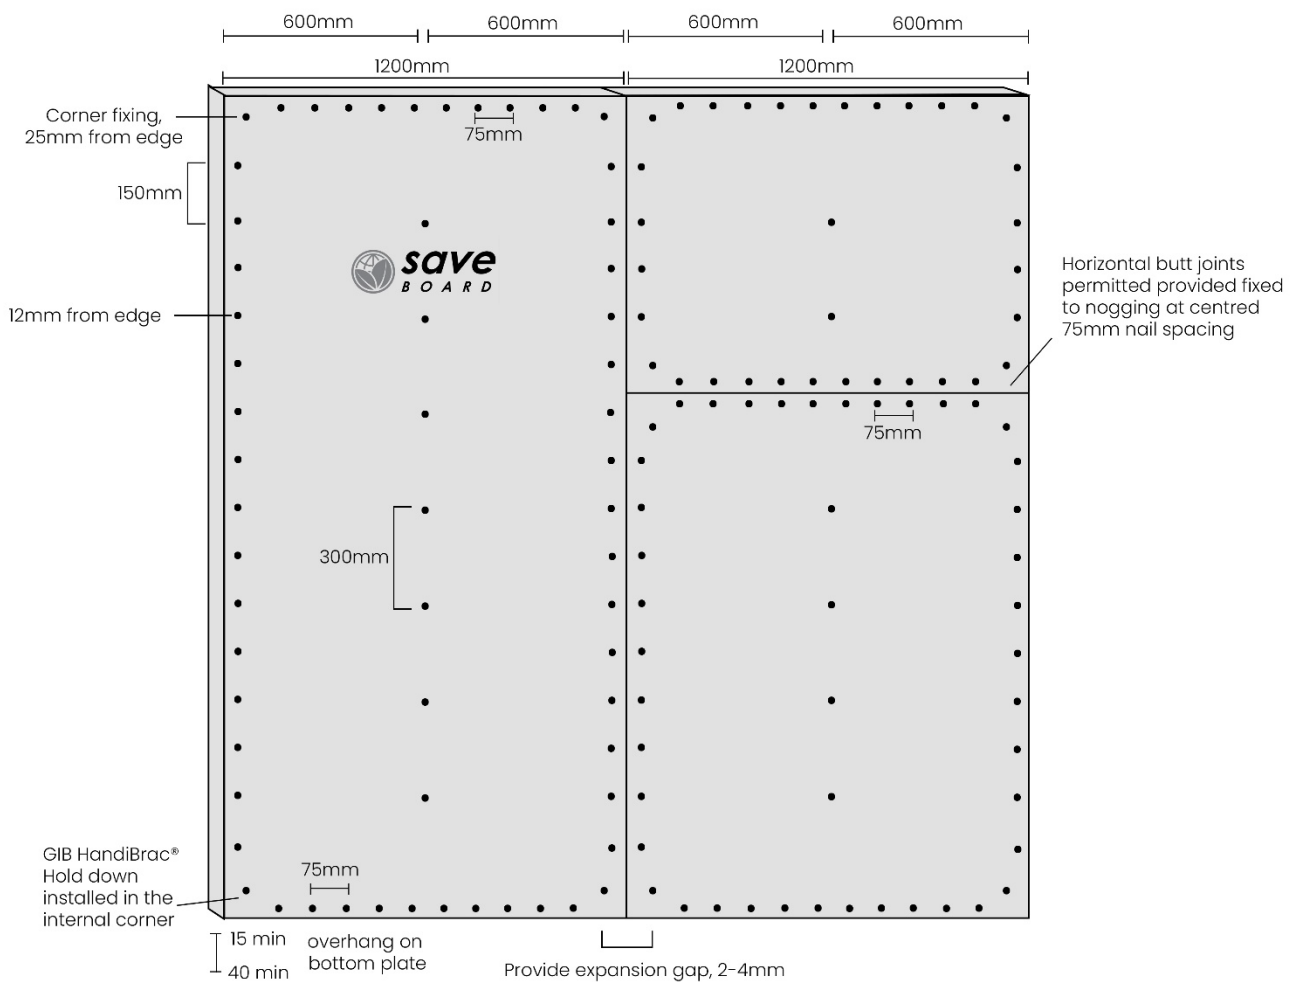 600mm
600mm
600mm
600mm
1200mm
1200mm
Corner fixing,
25mm from edge
75mm
150mm
save
BOARD
12mm from edge
Horizontal butt joints
permitted provided fixed
to nogging at centred
75mm nail spacing
75mm
300mm
GIB HandiBrac®
Hold down
installed in the
internal corner
75mm
15 min
40 min
overhang on
bottom plate
Provide expansion gap, 2-4mm